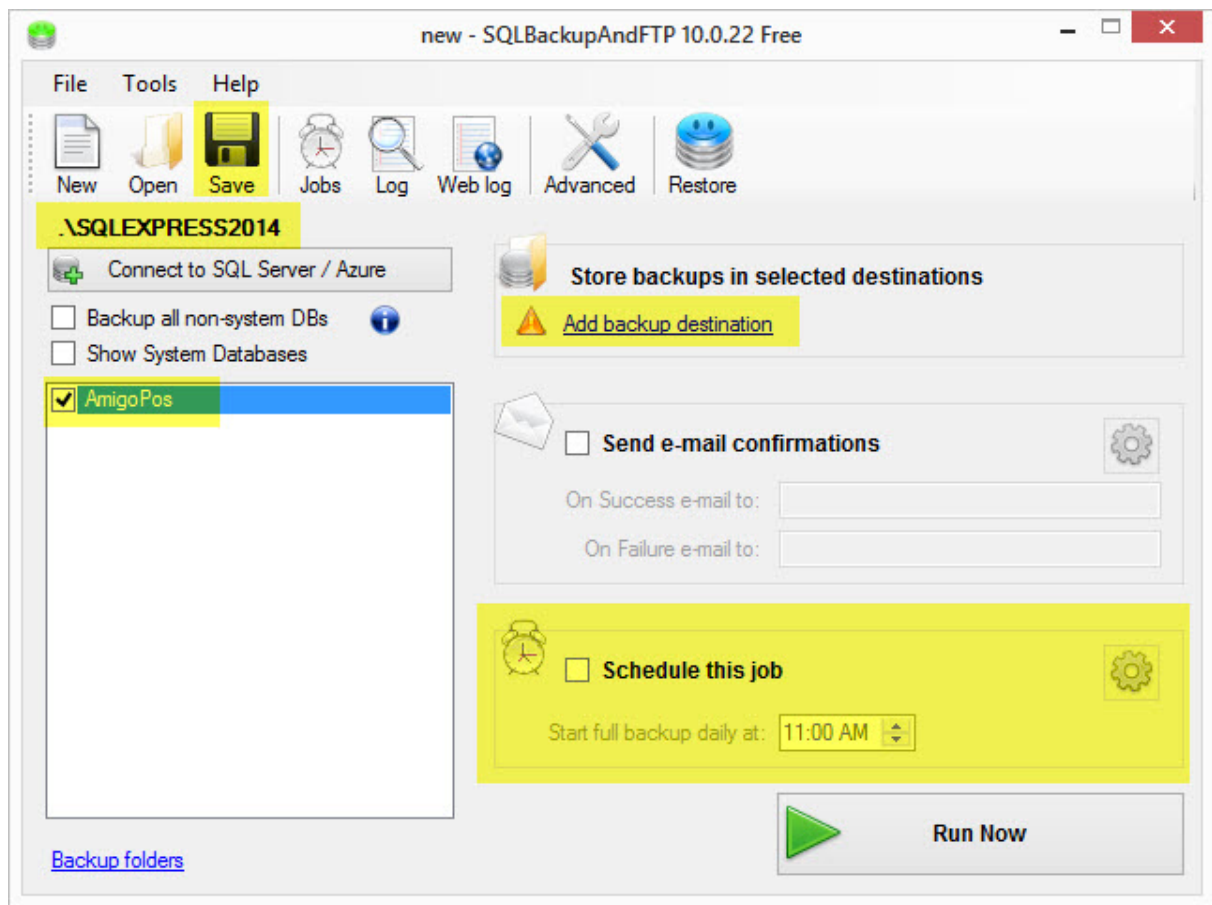 new - SQLBackupAndFTP 10.0.22 Free
File Tools Help
New Open Save Jobs Log Web log Advanced Restore
.\SQLEXPRESS2014
Connect to SQL Server / Azure
Backup all non-system DBs
Show System Databases
AmigoPos
Backup folders
Store backups in selected destinations
Add backup destination
Send e-mail confirmations
On Success e-mail to:
On Failure e-mail to:
Schedule this job
Start full backup daily at: 11:00 AM
Run Now